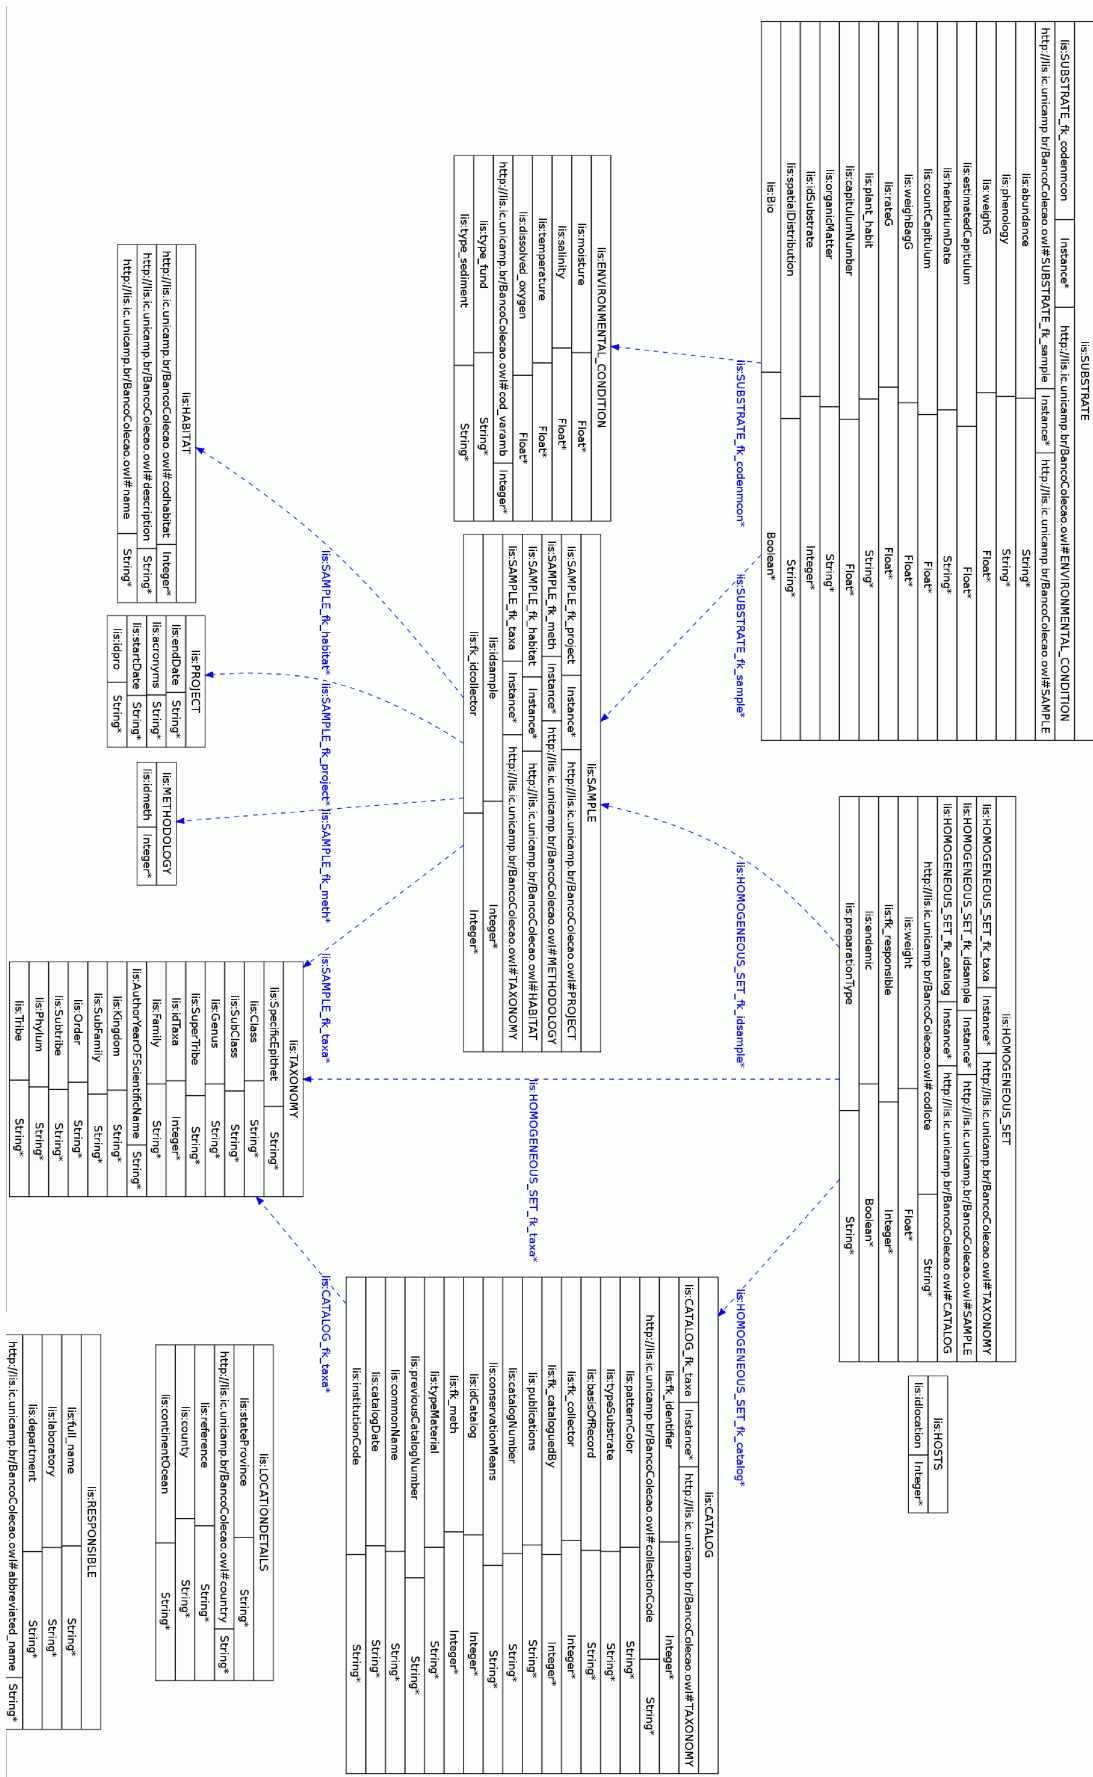 lis:SUBSTRATE
lis:SUBSTRATE_fk_codenmcon Instance* http://lis.ic.unicamp.br/BancoColecao.owl#ENVIRONMENTAL_CONDITION
http://lis.ic.unicamp.br/BancoColecao.owl#SUBSTRATE_fk_sample Instance* http://lis.ic.unicamp.br/BancoColecao.owl#SAMPLE
lis:abundance String*
lis:phenology String*
lis:weighG Float*
lis:estimatedCapitulum Float*
lis:herbariumDate String*
lis:countCapitulum Float*
lis:weighBagG Float*
lis:rateG Float*
lis:plant_habit String*
lis:capitulumNumber Float*
lis:organicMatter String*
lis:idSubstrate Integer*
lis:spatialDistribution String*
lis:Bio Boolean*
lis:HOMOGENEOUS_SET
lis:HOMOGENEOUS_SET_fk_taxa Instance* http://lis.ic.unicamp.br/BancoColecao.owl#TAXONOMY
lis:HOMOGENEOUS_SET_fk_idsample Instance* http://lis.ic.unicamp.br/BancoColecao.owl#SAMPLE
lis:HOMOGENEOUS_SET_fk_catalog Instance* http://lis.ic.unicamp.br/BancoColecao.owl#CATALOG
http://lis.ic.unicamp.br/BancoColecao.owl#codlote String*
lis:weight Float*
lis:fk_responsible Integer*
lis:endemic Boolean*
lis:preparationType String*
lis:HOSTS
lis:idlocation Integer*
lis:SUBSTRATE_fk_codenmcon*
lis:SUBSTRATE_fk_sample*
lis:HOMOGENEOUS_SET_fk_idsample*
lis:HOMOGENEOUS_SET_fk_catalog*
lis:ENVIRONMENTAL_CONDITION
lis:moisture Float*
lis:salinity Float*
lis:temperature Float*
lis:dissolved_oxygen Float*
http://lis.ic.unicamp.br/BancoColecao.owl#cod_varamb Integer*
lis:type_fund String*
lis:type_sediment String*
lis:SAMPLE
lis:SAMPLE_fk_project Instance* http://lis.ic.unicamp.br/BancoColecao.owl#PROJECT
lis:SAMPLE_fk_meth Instance* http://lis.ic.unicamp.br/BancoColecao.owl#METHODOLOGY
lis:SAMPLE_fk_habitat Instance* http://lis.ic.unicamp.br/BancoColecao.owl#HABITAT
lis:SAMPLE_fk_taxa Instance* http://lis.ic.unicamp.br/BancoColecao.owl#TAXONOMY
lis:idsample Integer*
lis:fk_idcollector Integer*
lis:HOMOGENEOUS_SET_fk_taxa*
lis:CATALOG
lis:CATALOG_fk_taxa Instance* http://lis.ic.unicamp.br/BancoColecao.owl#TAXONOMY
lis:fk_identifier Integer*
http://lis.ic.unicamp.br/BancoColecao.owl#collectionCode String*
lis:patternColor String*
lis:typeSubstrate String*
lis:basisOfRecord String*
lis:fk_collector Integer*
lis:fk_cataloguedBy Integer*
lis:publications String*
lis:catalogNumber String*
lis:conservationMeans String*
lis:idCatalog Integer*
lis:fk_meth Integer*
lis:typeMaterial String*
lis:previousCatalogNumber String*
lis:commonName String*
lis:catalogDate String*
lis:institutionCode String*
lis:SAMPLE_fk_habitat*
lis:SAMPLE_fk_project*
lis:SAMPLE_fk_meth*
lis:SAMPLE_fk_taxa*
lis:CATALOG_fk_taxa*
lis:HABITAT
http://lis.ic.unicamp.br/BancoColecao.owl#codhabitat Integer*
http://lis.ic.unicamp.br/BancoColecao.owl#description String*
http://lis.ic.unicamp.br/BancoColecao.owl#name String*
lis:PROJECT
lis:endDate String*
lis:acronyms String*
lis:startDate String*
lis:idpro String*
lis:METHODOLOGY
lis:idmeth Integer*
lis:TAXONOMY
lis:SpecificEpithet String*
lis:Class String*
lis:SubClass String*
lis:Genus String*
lis:SuperTribe String*
lis:idTaxa Integer*
lis:Family String*
lis:AuthorYearOFScientificName String*
lis:Kingdom String*
lis:SubFamily String*
lis:Order String*
lis:Subtribe String*
lis:Phylum String*
lis:Tribe String*
lis:LOCATIONDETAILS
lis:stateProvince String*
http://lis.ic.unicamp.br/BancoColecao.owl#country String*
lis:reference String*
lis:county String*
lis:continentOcean String*
lis:RESPONSIBLE
lis:full_name String*
lis:laboratory String*
lis:department String*
http://lis.ic.unicamp.br/BancoColecao.owl#abbreviated_name String*